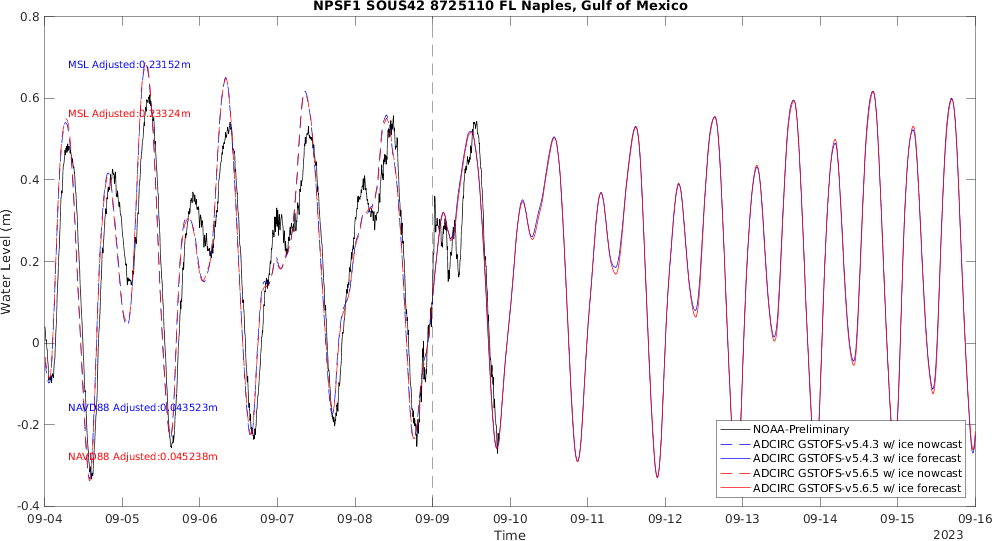 NPSF1 SOUS42 8725110 FL Naples, Gulf of Mexico
0.8
0.6
0.4
0.2
0
-0.2
-0.4
Water Level (m)
MSL Adjusted:0.23152m
MSL Adjusted:0.23324m
NAVD88 Adjusted:0.043523m
NAVD88 Adjusted:0.045238m
NOAA-Preliminary
ADCIRC GSTOFS-v5.4.3 w/ ice nowcast
ADCIRC GSTOFS-v5.4.3 w/ ice forecast
ADCIRC GSTOFS-v5.6.5 w/ ice nowcast
ADCIRC GSTOFS-v5.6.5 w/ ice forecast
09-04 09-05 09-06 09-07 09-08 09-09 09-10 09-11 09-12 09-13 09-14 09-15 09-16
Time
2023